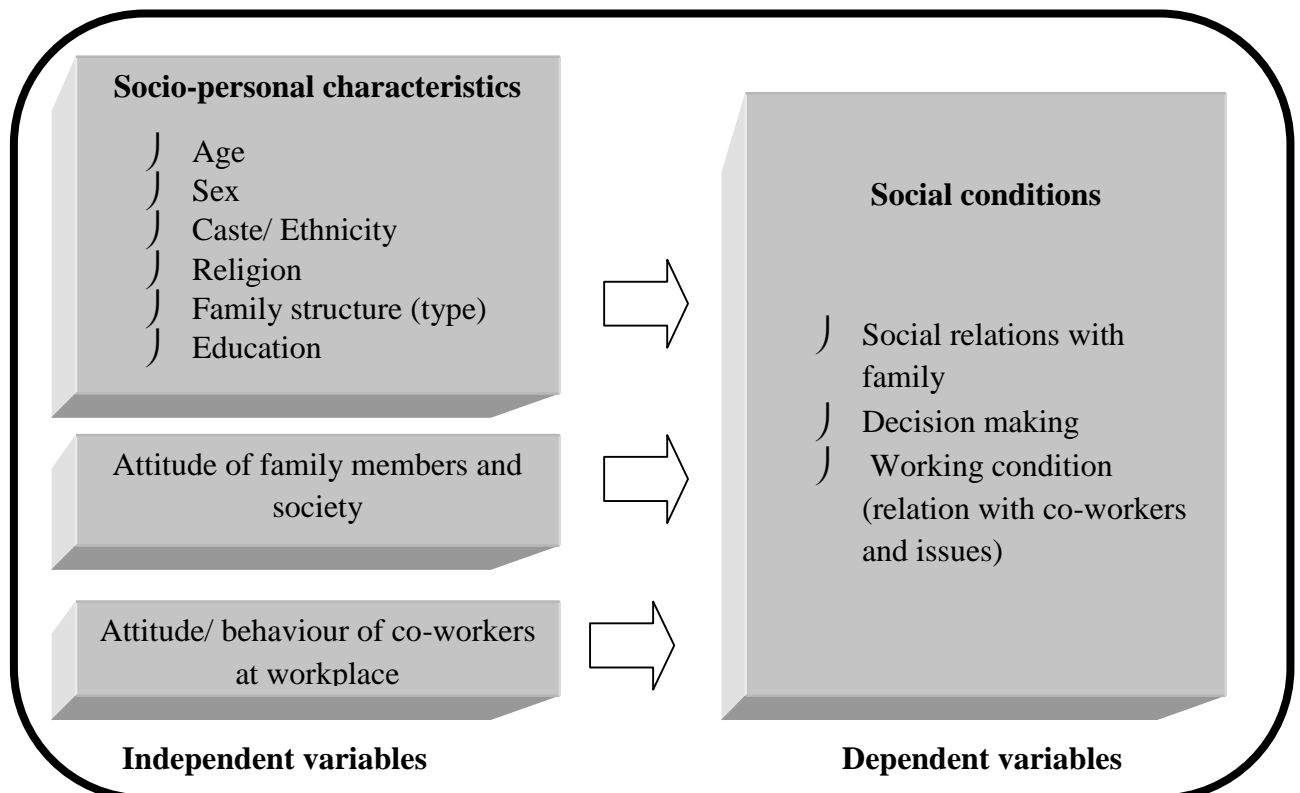 Socio-personal characteristics
Age
Sex
Caste/ Ethnicity
Religion
Family structure (type)
Education
Attitude of family members and
society
Attitude/ behaviour of co-workers
at workplace
Independent variables
Social conditions
Social relations with
family
Decision making
Working condition
(relation with co-workers
and issues)
Dependent variables